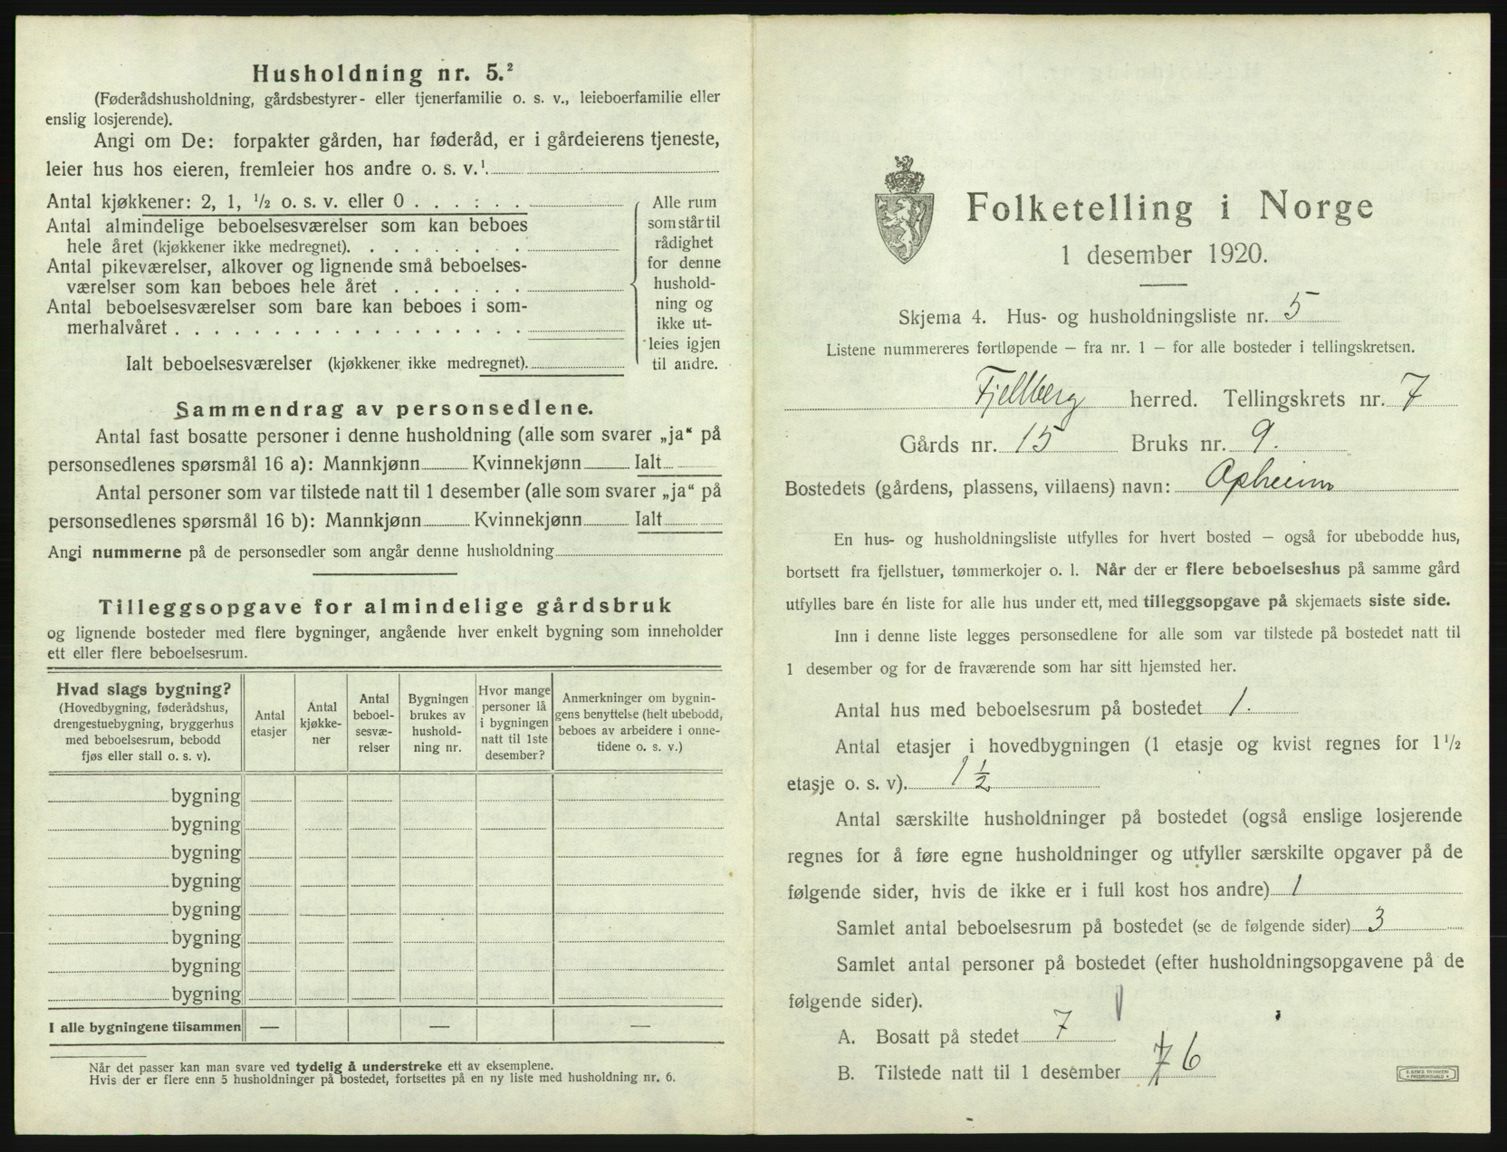 Husholdning nr. 5.²
(Føderådshusholdning, gårdsbestyrer- eller tjenerfamilie o. s. v., leieboerfamilie eller
enslig losjerende).
Angi om De: forpakter gården, har føderåd, er i gårdeierens tjeneste,
leier hus hos eieren, fremleier hos andre o. s. v.¹
Antal kjøkkener: 2, 1, ½ o. s. v. eller 0
Antal almindelige beboelsesværelser som kan beboes
hele året (kjøkkener ikke medregnet).
Antal pikeværelser, alkover og lignende små beboelses-
værelser som kan beboes hele året
Antal beboelsesværelser som bare kan beboes i som-
merhalvåret
Ialt beboelsesværelser (kjøkkener ikke medregnet).
Alle rum
som står til
rådighet
for denne
hushold-
ning og
ikke ut-
leies igjen
til andre.
Sammendrag av personsedlene.
Antal fast bosatte personer i denne husholdning (alle som svarer „ja“ på
personsedlenes spørsmål 16 a): Mannkjønn Kvinnekjønn Ialt
Antal personer som var tilstede natt til 1 desember (alle som svarer „ja“ på
personsedlenes spørsmål 16 b): Mannkjønn Kvinnekjønn Ialt
Angi nummerne på de personsedler som angår denne husholdning
Tilleggsopgave for almindelige gårdsbruk
og lignende bosteder med flere bygninger, angående hver enkelt bygning som inneholder
ett eller flere beboelsesrum.
Hvad slags bygning?
(Hovedbygning, føderådshus,
drengestuebygning, bryggerhus
med beboelsesrum, bebodd
fjøs eller stall o. s. v).
Antal
etasjer
Antal
kjøkke-
ner
Antal
beboel-
sesvæ-
relser
Bygningen
brukes av
hushold-
ning nr.
Hvor mange
personer lå
i bygningen
natt til 1ste
desember?
Anmerkninger om bygnin-
gens benyttelse (helt ubebodd,
beboes av arbeidere i onne-
tidene o. s. v.)
bygning
bygning
bygning
bygning
bygning
bygning
bygning
bygning
I alle bygningene tilsammen — — —
Når det passer kan man svare ved tydelig å understreke ett av eksemplene.
Hvis der er flere enn 5 husholdninger på bostedet, fortsettes på en ny liste med husholdning nr. 6.
Folketelling i Norge
1 desember 1920.
Skjema 4. Hus- og husholdningsliste nr. 5
Listene nummereres fortløpende — fra nr. 1 — for alle bosteder i tellingskretsen.
Fjellberg herred. Tellingskrets nr. 7
Gårds nr. 15 Bruks nr. 9.
Bostedets (gårdens, plassens, villaens) navn: Opheim
En hus- og husholdningsliste utfylles for hvert bosted — også for ubebodde hus,
bortsett fra fjellstuer, tømmerkojer o. l. Når der er flere beboelseshus på samme gård
utfylles bare én liste for alle hus under ett, med tilleggsopgave på skjemaets siste side.
Inn i denne liste legges personsedlene for alle som var tilstede på bostedet natt til
1 desember og for de fraværende som har sitt hjemsted her.
Antal hus med beboelsesrum på bostedet 1.
Antal etasjer i hovedbygningen (1 etasje og kvist regnes for 1½
etasje o. s. v). 1½
Antal særskilte husholdninger på bostedet (også enslige losjerende
regnes for å føre egne husholdninger og utfyller særskilte opgaver på de
følgende sider, hvis de ikke er i full kost hos andre) 1
Samlet antal beboelsesrum på bostedet (se de følgende sider) 3
Samlet antal personer på bostedet (efter husholdningsopgavene på de
følgende sider).
A. Bosatt på stedet 7
B. Tilstede natt til 1 desember 7 6